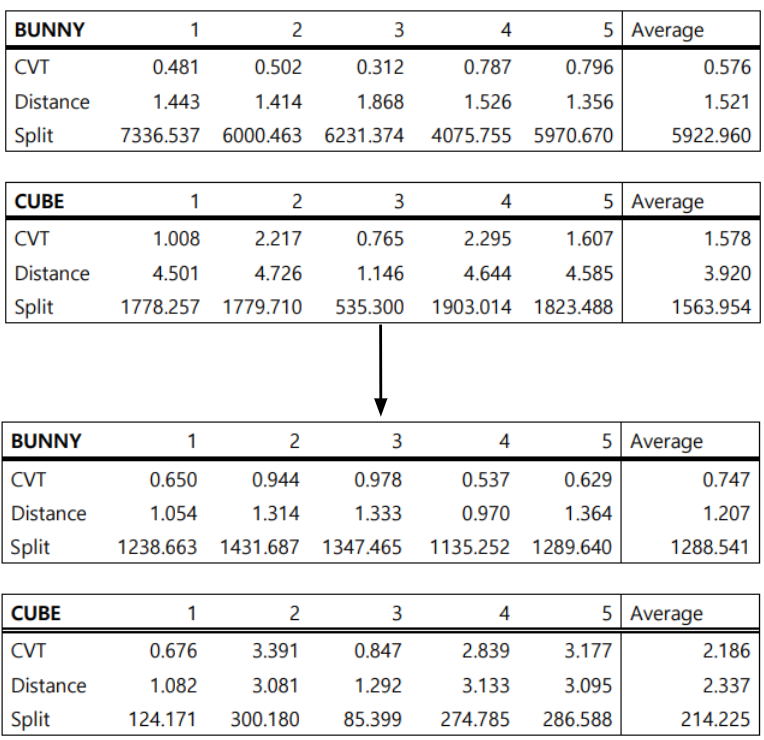 BUNNY 1 2 3 4 5 Average
CVT 0.481 0.502 0.312 0.787 0.796 0.576
Distance 1.443 1.414 1.868 1.526 1.356 1.521
Split 7336.537 6000.463 6231.374 4075.755 5970.670 5922.960
CUBE 1 2 3 4 5 Average
CVT 1.008 2.217 0.765 2.295 1.607 1.578
Distance 4.501 4.726 1.146 4.644 4.585 3.920
Split 1778.257 1779.710 535.300 1903.014 1823.488 1563.954
BUNNY 1 2 3 4 5 Average
CVT 0.650 0.944 0.978 0.537 0.629 0.747
Distance 1.054 1.314 1.333 0.970 1.364 1.207
Split 1238.663 1431.687 1347.465 1135.252 1289.640 1288.541
CUBE 1 2 3 4 5 Average
CVT 0.676 3.391 0.847 2.839 3.177 2.186
Distance 1.082 3.081 1.292 3.133 3.095 2.337
Split 124.171 300.180 85.399 274.785 286.588 214.225